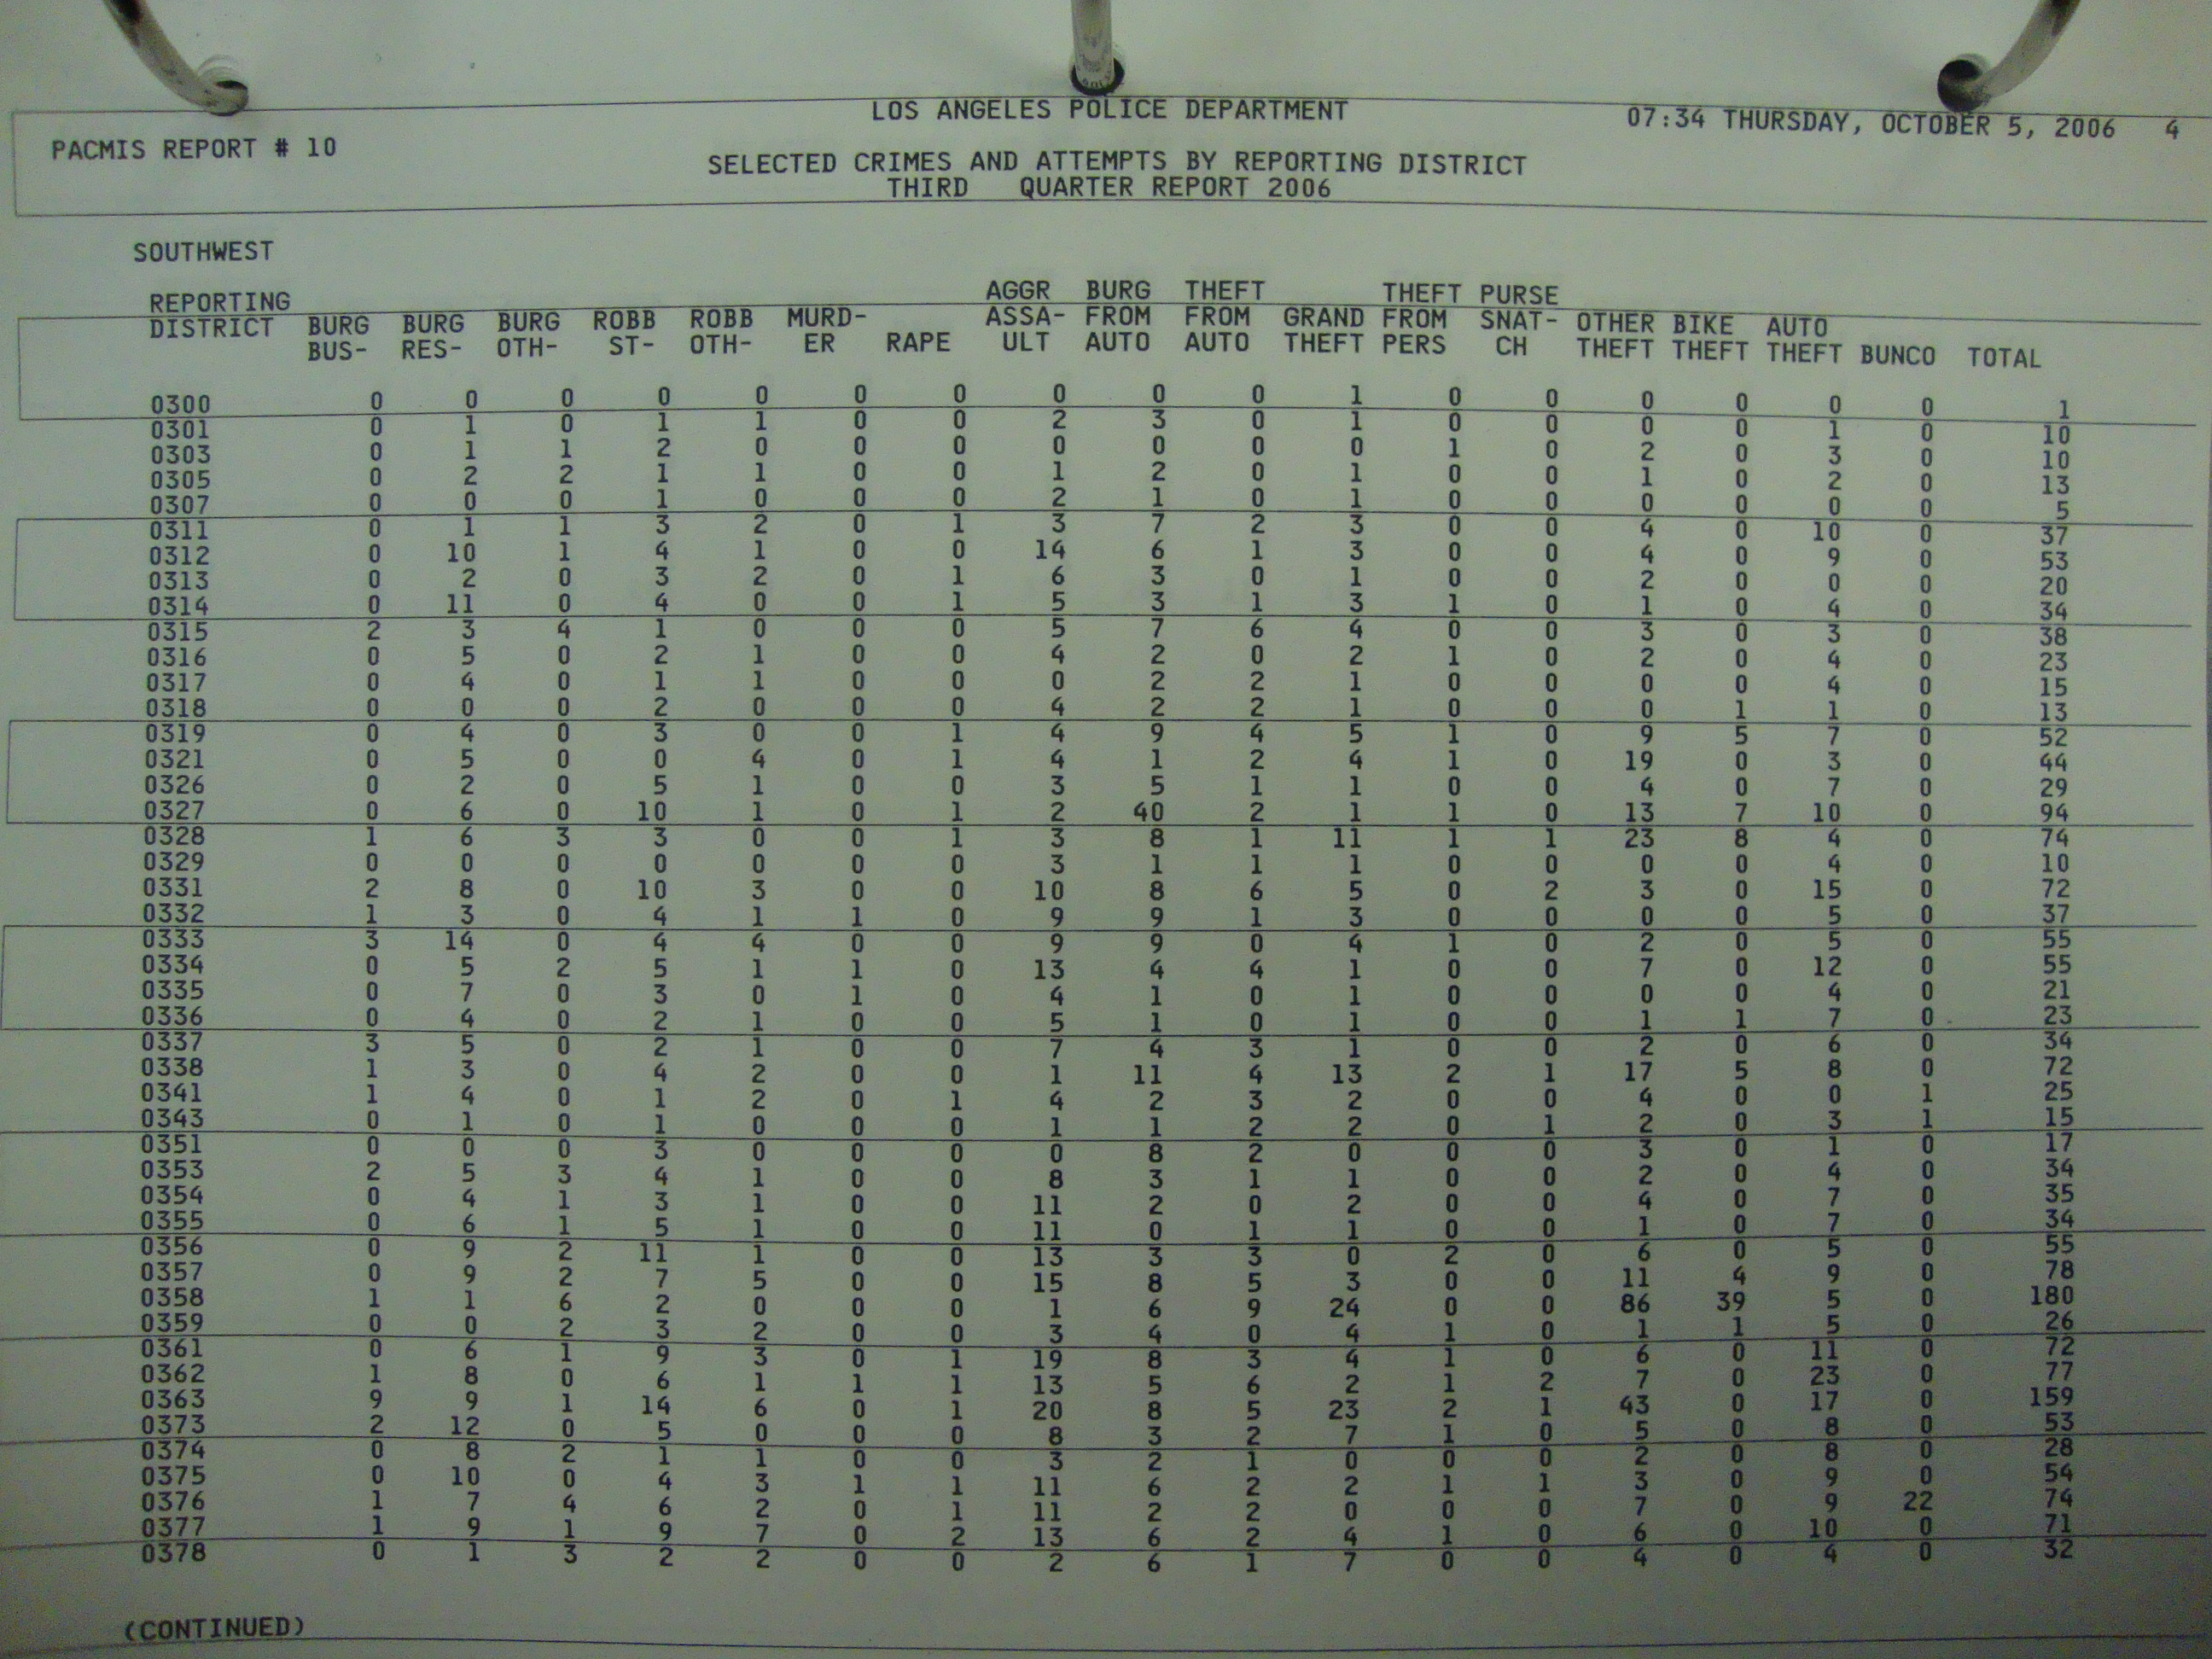 LOS ANGELES POLICE DEPARTMENT 07:34 THURSDAY, OCTOBER 5, 2006 4
PACMIS REPORT # 10
SELECTED CRIMES AND ATTEMPTS BY REPORTING DISTRICT
THIRD QUARTER REPORT 2006
SOUTHWEST
AGGR BURG THEFT THEFT PURSE
REPORTING
DISTRICT BURG BURG BURG ROBB ROBB MURD- ASSA- FROM FROM GRAND FROM SNAT- OTHER BIKE AUTO
BUS- RES- OTH- ST- OTH- ER RAPE ULT AUTO AUTO THEFT PERS CH THEFT THEFT THEFT BUNCO TOTAL
0300 0 0 0 0 0 0 0 0 0 0 1 0 0 0 0 0 0 1
0301 0 1 0 1 1 0 0 2 3 0 1 0 0 0 0 1 0 10
0303 0 1 1 2 0 0 0 0 0 0 0 1 0 2 0 3 0 10
0305 0 2 2 1 1 0 0 1 2 0 1 0 0 1 0 2 0 13
0307 0 0 0 1 0 0 0 2 1 0 1 0 0 0 0 0 0 5
0311 0 1 1 3 2 0 1 3 7 2 3 0 0 4 0 10 0 37
0312 0 10 1 4 1 0 0 14 6 1 3 0 0 4 0 9 0 53
0313 0 2 0 3 2 0 1 6 3 0 1 0 0 2 0 0 0 20
0314 0 11 0 4 0 0 1 5 3 1 3 1 0 1 0 4 0 34
0315 2 3 4 1 0 0 0 5 7 6 4 0 0 3 0 3 0 38
0316 0 5 0 2 1 0 0 4 2 0 2 1 0 2 0 4 0 23
0317 0 4 0 1 1 0 0 0 2 2 1 0 0 0 0 4 0 15
0318 0 0 0 2 0 0 0 4 2 2 1 0 0 0 1 1 0 13
0319 0 4 0 3 0 0 1 4 9 4 5 1 0 9 5 7 0 52
0321 0 5 0 0 4 0 1 4 1 2 4 1 0 19 0 3 0 44
0326 0 2 0 5 1 0 0 3 5 1 1 0 0 4 0 7 0 29
0327 0 6 0 10 1 0 1 2 40 2 1 1 0 13 7 10 0 94
0328 1 6 3 3 0 0 1 3 8 1 11 1 1 23 8 4 0 74
0329 0 0 0 0 0 0 0 3 1 1 1 0 0 0 0 4 0 10
0331 2 8 0 10 3 0 0 10 8 6 5 0 2 3 0 15 0 72
0332 1 3 0 4 1 1 0 9 9 1 3 0 0 0 0 5 0 37
0333 3 14 0 4 4 0 0 9 9 0 4 1 0 2 0 5 0 55
0334 0 5 2 5 1 1 0 13 4 4 1 0 0 7 0 12 0 55
0335 0 7 0 3 0 1 0 4 1 0 1 0 0 0 0 4 0 21
0336 0 4 0 2 1 0 0 5 1 0 1 0 0 1 1 7 0 23
0337 3 5 0 2 1 0 0 7 4 3 1 0 0 2 0 6 0 34
0338 1 3 0 4 2 0 0 1 11 4 13 2 1 17 5 8 0 72
0341 1 4 0 1 2 0 1 4 2 3 2 0 0 4 0 0 1 25
0343 0 1 0 1 0 0 0 1 1 2 2 0 1 2 0 3 1 15
0351 0 0 0 3 0 0 0 0 8 2 0 0 0 3 0 1 0 17
0353 2 5 3 4 1 0 0 8 3 1 1 0 0 2 0 4 0 34
0354 0 4 1 3 1 0 0 11 2 0 2 0 0 4 0 7 0 35
0355 0 6 1 5 1 0 0 11 0 1 1 0 0 1 0 7 0 34
0356 0 9 2 11 1 0 0 13 3 3 0 2 0 6 0 5 0 55
0357 0 9 2 7 5 0 0 15 8 5 3 0 0 11 4 9 0 78
0358 1 1 6 2 0 0 0 1 6 9 24 0 0 86 39 5 0 180
0359 0 0 2 3 2 0 0 3 4 0 4 1 0 1 1 5 0 26
0361 0 6 1 9 3 0 1 19 8 3 4 1 0 6 0 11 0 72
0362 1 8 0 6 1 1 1 13 5 6 2 1 2 7 0 23 0 77
0363 9 9 1 14 6 0 1 20 8 5 23 2 1 43 0 17 0 159
0373 2 12 0 5 0 0 0 8 3 2 7 1 0 5 0 8 0 53
0374 0 8 2 1 1 0 0 3 2 1 0 0 0 2 0 8 0 28
0375 0 10 0 4 3 1 1 11 6 2 2 1 1 3 0 9 0 54
0376 1 7 4 6 2 0 1 11 2 2 0 0 0 7 0 9 22 74
0377 1 9 1 9 7 0 2 13 6 2 4 1 0 6 0 10 0 71
0378 0 1 3 2 2 0 0 2 6 1 7 0 0 4 0 4 0 32
(CONTINUED)